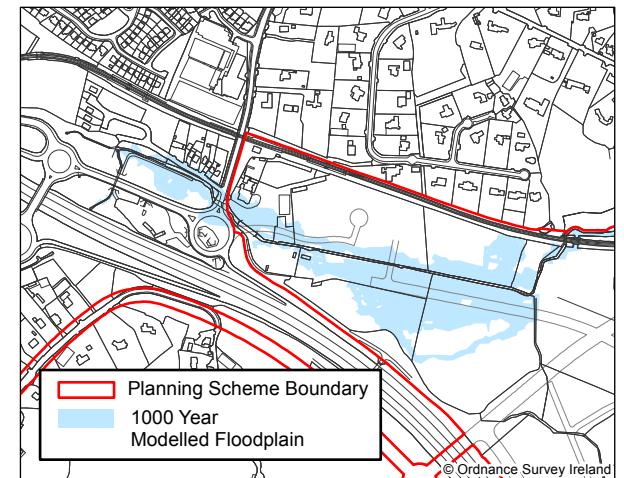 Planning Scheme Boundary
1000 Year
Modelled Floodplain
© Ordnance Survey Ireland